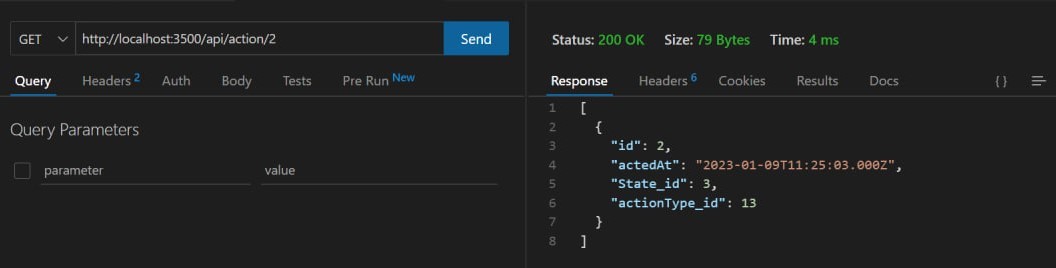 GET http://localhost:3500/api/action/2 Send
Query Headers 2 Auth Body Tests Pre Run New
Query Parameters
parameter value
Status: 200 OK Size: 79 Bytes Time: 4 ms
Response Headers 6 Cookies Results Docs { }
1 [
2 {
3 "id": 2,
4 "actedAt": "2023-01-09T11:25:03.000Z",
5 "State_id": 3,
6 "actionType_id": 13
7 }
8 ]